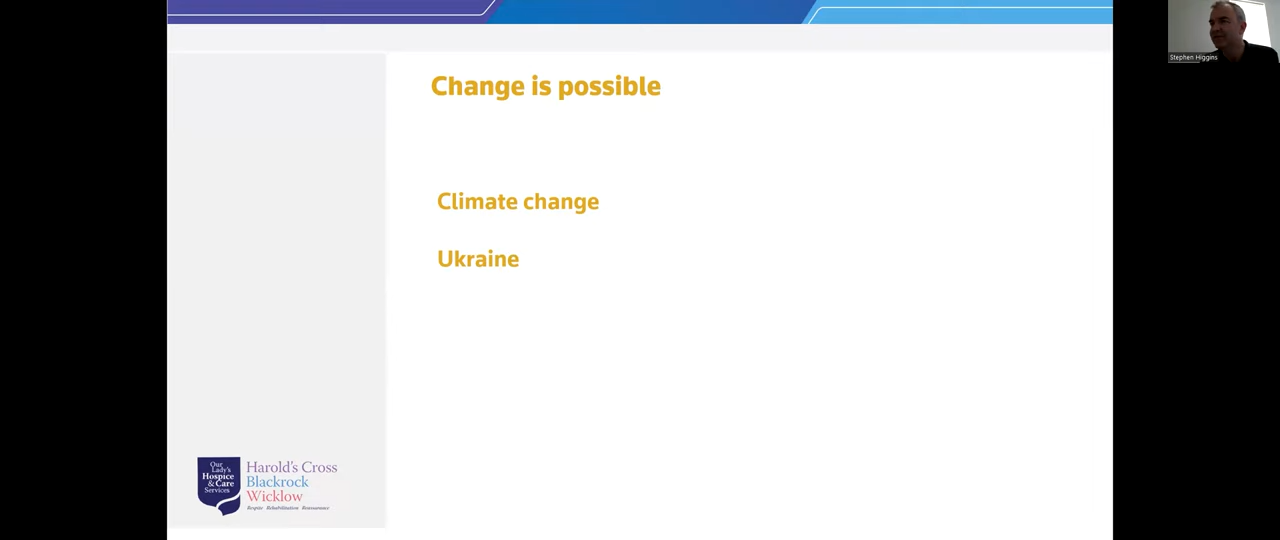 Change is possible
Climate change
Ukraine
Our
Lady's
Hospice
& Care
Services
Harold's Cross
Blackrock
Wicklow
Respite Rehabilitation Reassurance
Stephen Higgins